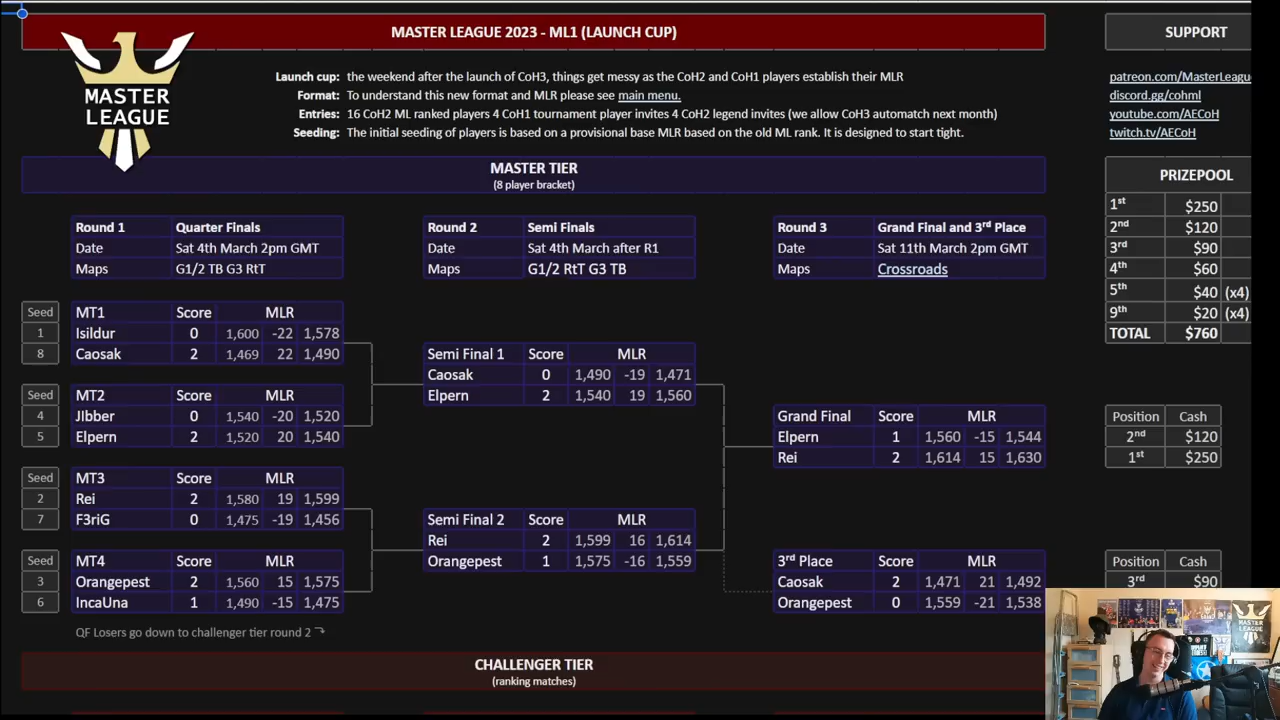 MASTER LEAGUE 2023 - ML1 (LAUNCH CUP)
SUPPORT
MASTER
LEAGUE
Launch cup: the weekend after the launch of CoH3, things get messy as the CoH2 and CoH1 players establish their MLR
Format: To understand this new format and MLR please see main menu.
Entries: 16 CoH2 ML ranked players 4 CoH1 tournament player invites 4 CoH2 legend invites (we allow CoH3 automatch next month)
Seeding: The initial seeding of players is based on a provisional base MLR based on the old ML rank. It is designed to start tight.
patreon.com/MasterLeagu
discord.gg/cohml
youtube.com/AECoH
twitch.tv/AECoH
MASTER TIER
(8 player bracket)
PRIZEPOOL
1st $250
2nd $120
3rd $90
4th $60
5th $40 (x4)
9th $20 (x4)
TOTAL $760
Round 1 Quarter Finals
Date Sat 4th March 2pm GMT
Maps G1/2 TB G3 RtT
Round 2 Semi Finals
Date Sat 4th March after R1
Maps G1/2 RtT G3 TB
Round 3 Grand Final and 3rd Place
Date Sat 11th March 2pm GMT
Maps Crossroads
Seed MT1 Score MLR
1 Isildur 0 1,600 -22 1,578
8 Caosak 2 1,469 22 1,490
Seed MT2 Score MLR
4 JIbber 0 1,540 -20 1,520
5 Elpern 2 1,520 20 1,540
Seed MT3 Score MLR
2 Rei 2 1,580 19 1,599
7 F3riG 0 1,475 -19 1,456
Seed MT4 Score MLR
3 Orangepest 2 1,560 15 1,575
6 IncaUna 1 1,490 -15 1,475
QF Losers go down to challenger tier round 2
Semi Final 1 Score MLR
Caosak 0 1,490 -19 1,471
Elpern 2 1,540 19 1,560
Semi Final 2 Score MLR
Rei 2 1,599 16 1,614
Orangepest 1 1,575 -16 1,559
Grand Final Score MLR
Elpern 1 1,560 -15 1,544
Rei 2 1,614 15 1,630
Position Cash
2nd $120
1st $250
3rd Place Score MLR
Caosak 2 1,471 21 1,492
Orangepest 0 1,559 -21 1,538
Position Cash
3rd $90
MASTER
LEAGUE
CHALLENGER TIER
(ranking matches)